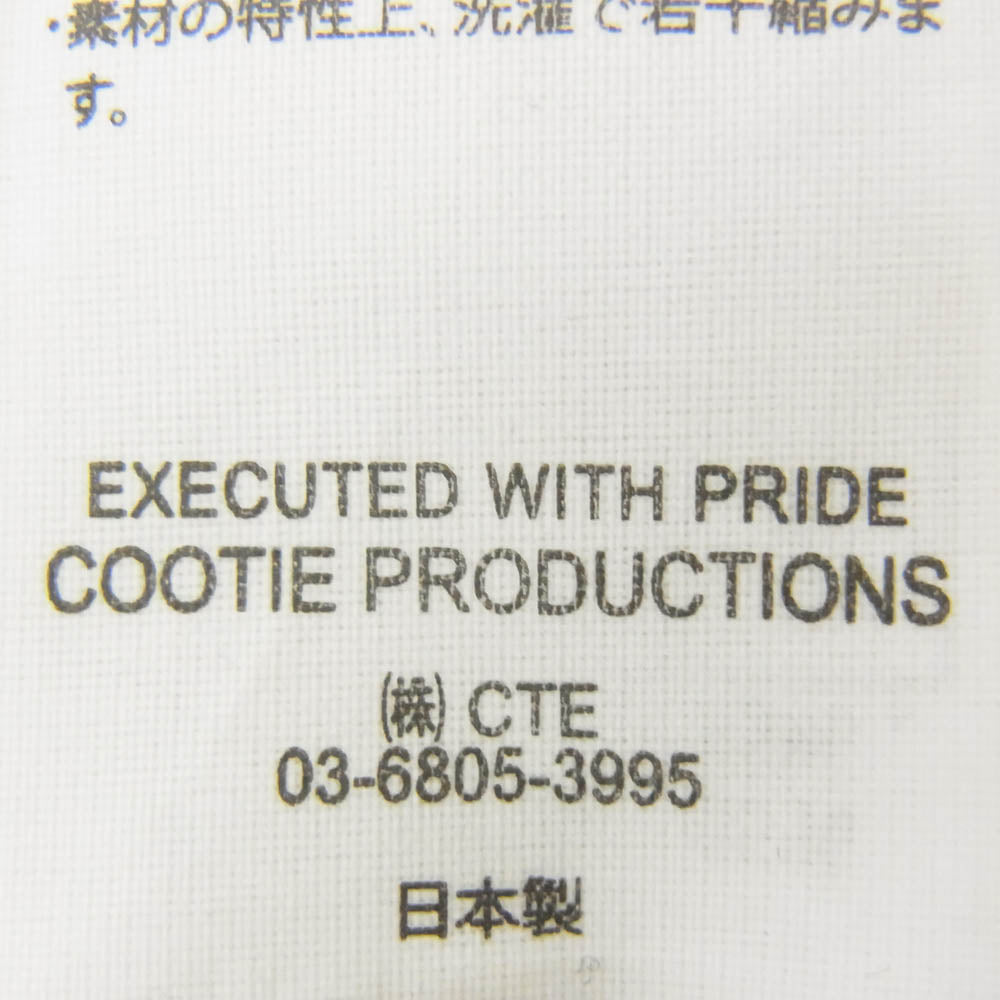 ・素材の特性上、洗濯で若干縮みま
す。
EXECUTED WITH PRIDE
COOTIE PRODUCTIONS
㈱ CTE
03-6805-3995
日本製